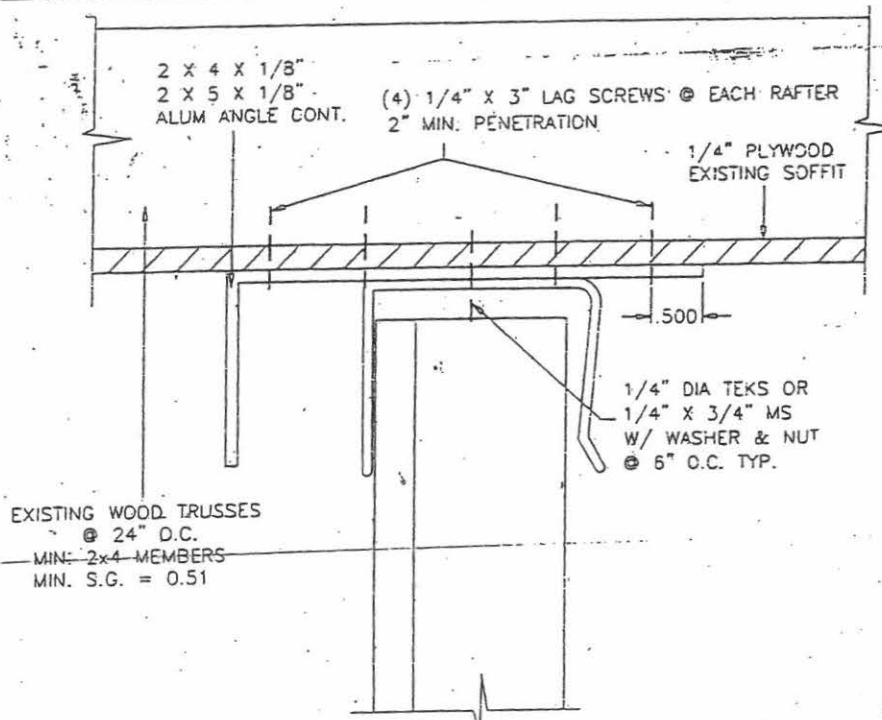 2 X 4 X 1/8"
2 X 5 X 1/8"
ALUM ANGLE CONT.
(4) 1/4" X 3" LAG SCREWS @ EACH RAFTER
2" MIN. PENETRATION
1/4" PLYWOOD
EXISTING SOFFIT
.500
1/4" DIA TEKS OR
1/4" X 3/4" MS
W/ WASHER & NUT
@ 6" O.C. TYP.
EXISTING WOOD TRUSSES
@ 24" O.C.
MIN. 2x4 MEMBERS
MIN. S.G. = 0.51